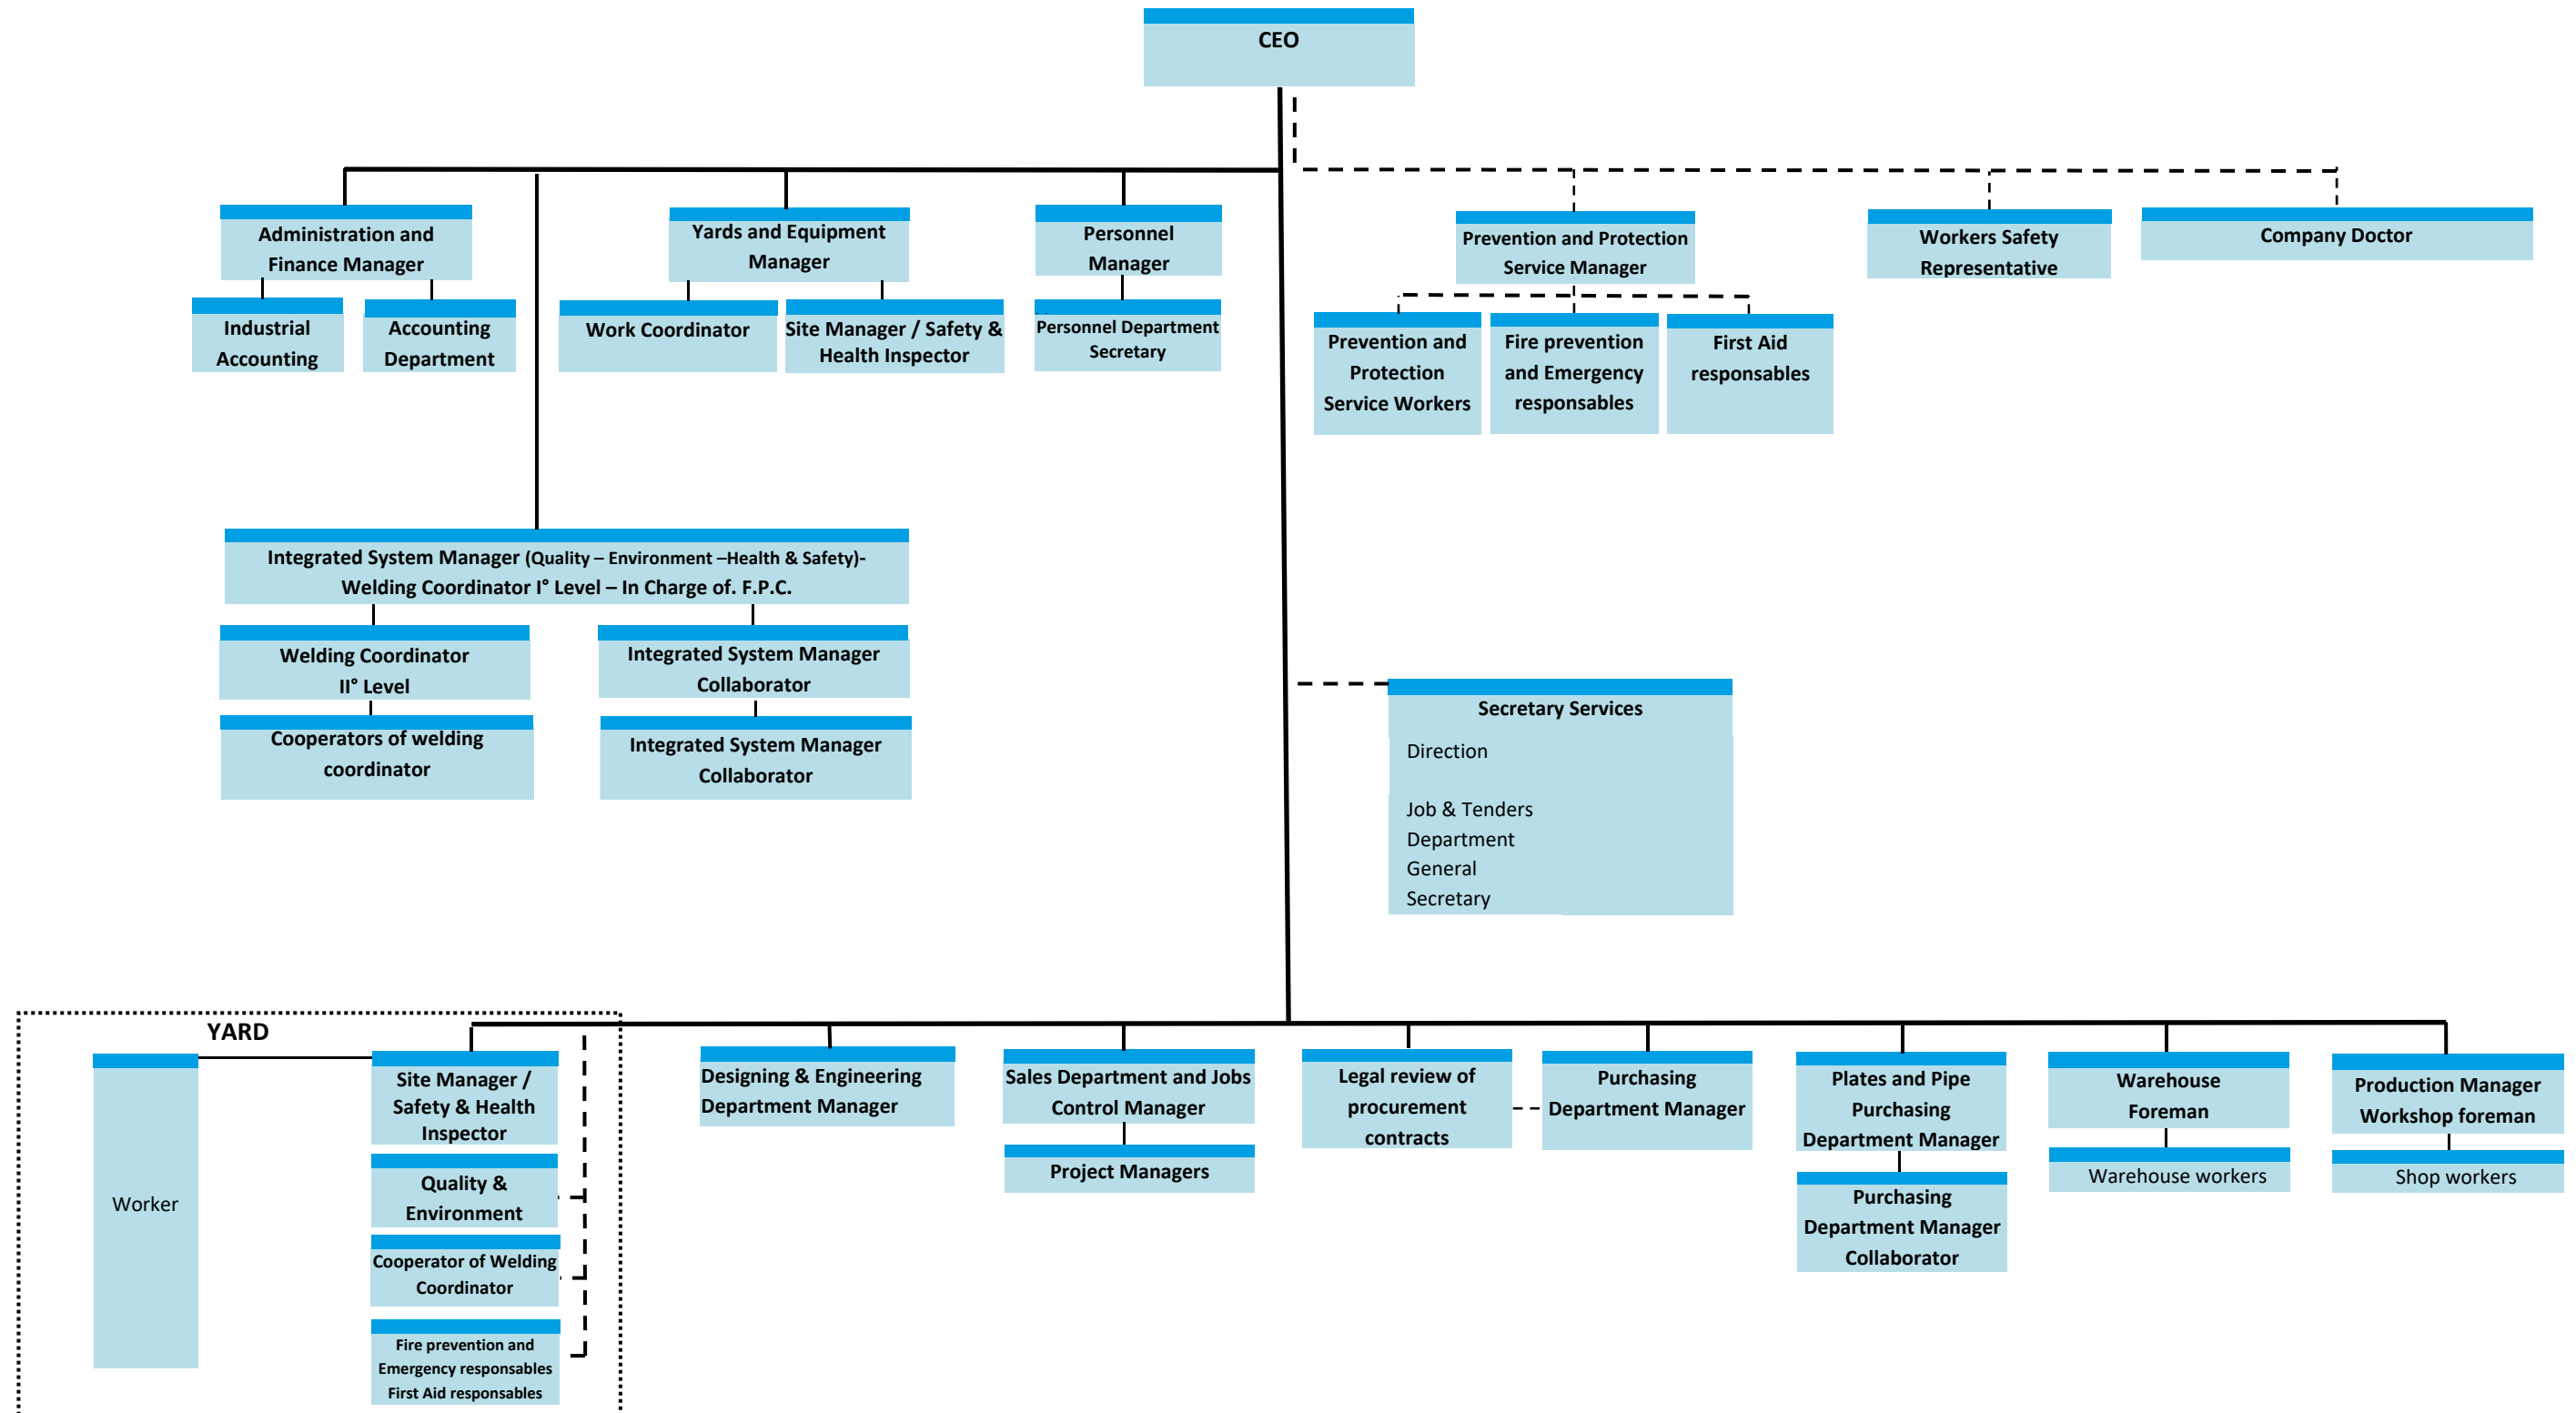 CEO
Administration and
Finance Manager
Yards and Equipment
Manager
Personnel
Manager
Prevention and Protection
Service Manager
Workers Safety
Representative
Company Doctor
Industrial
Accounting
Accounting
Department
Work Coordinator
Site Manager / Safety &
Health Inspector
Personnel Department
Secretary
Prevention and
Protection
Service Workers
Fire prevention
and Emergency
responsables
First Aid
responsables
Integrated System Manager (Quality – Environment –Health & Safety)-
Welding Coordinator I° Level – In Charge of. F.P.C.
Welding Coordinator
II° Level
Integrated System Manager
Collaborator
Cooperators of welding
coordinator
Integrated System Manager
Collaborator
Secretary Services
Direction
Job & Tenders
Department
General
Secretary
YARD
Worker
Site Manager /
Safety & Health
Inspector
Quality &
Environment
Cooperator of Welding
Coordinator
Fire prevention and
Emergency responsables
First Aid responsables
Designing & Engineering
Department Manager
Sales Department and Jobs
Control Manager
Project Managers
Legal review of
procurement
contracts
Purchasing
Department Manager
Plates and Pipe
Purchasing
Department Manager
Purchasing
Department Manager
Collaborator
Warehouse
Foreman
Warehouse workers
Production Manager
Workshop foreman
Shop workers